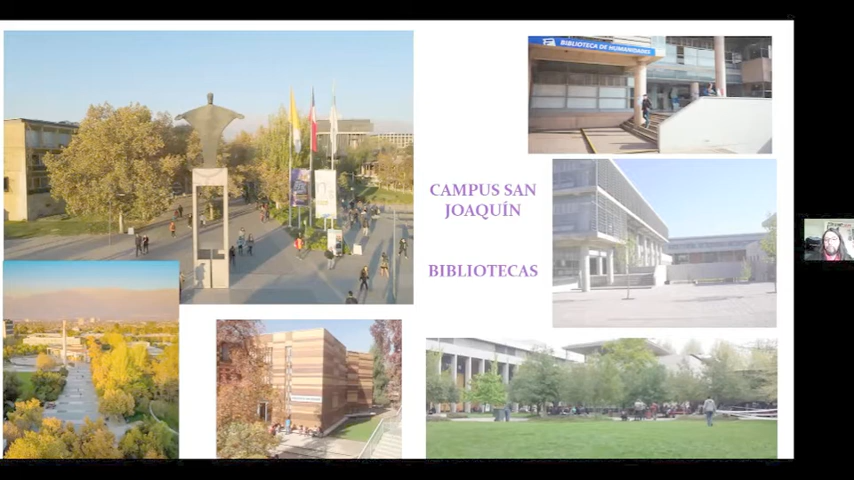 BIBLIOTECA DE HUMANIDADES
CAMPUS SAN
JOAQUÍN
BIBLIOTECAS